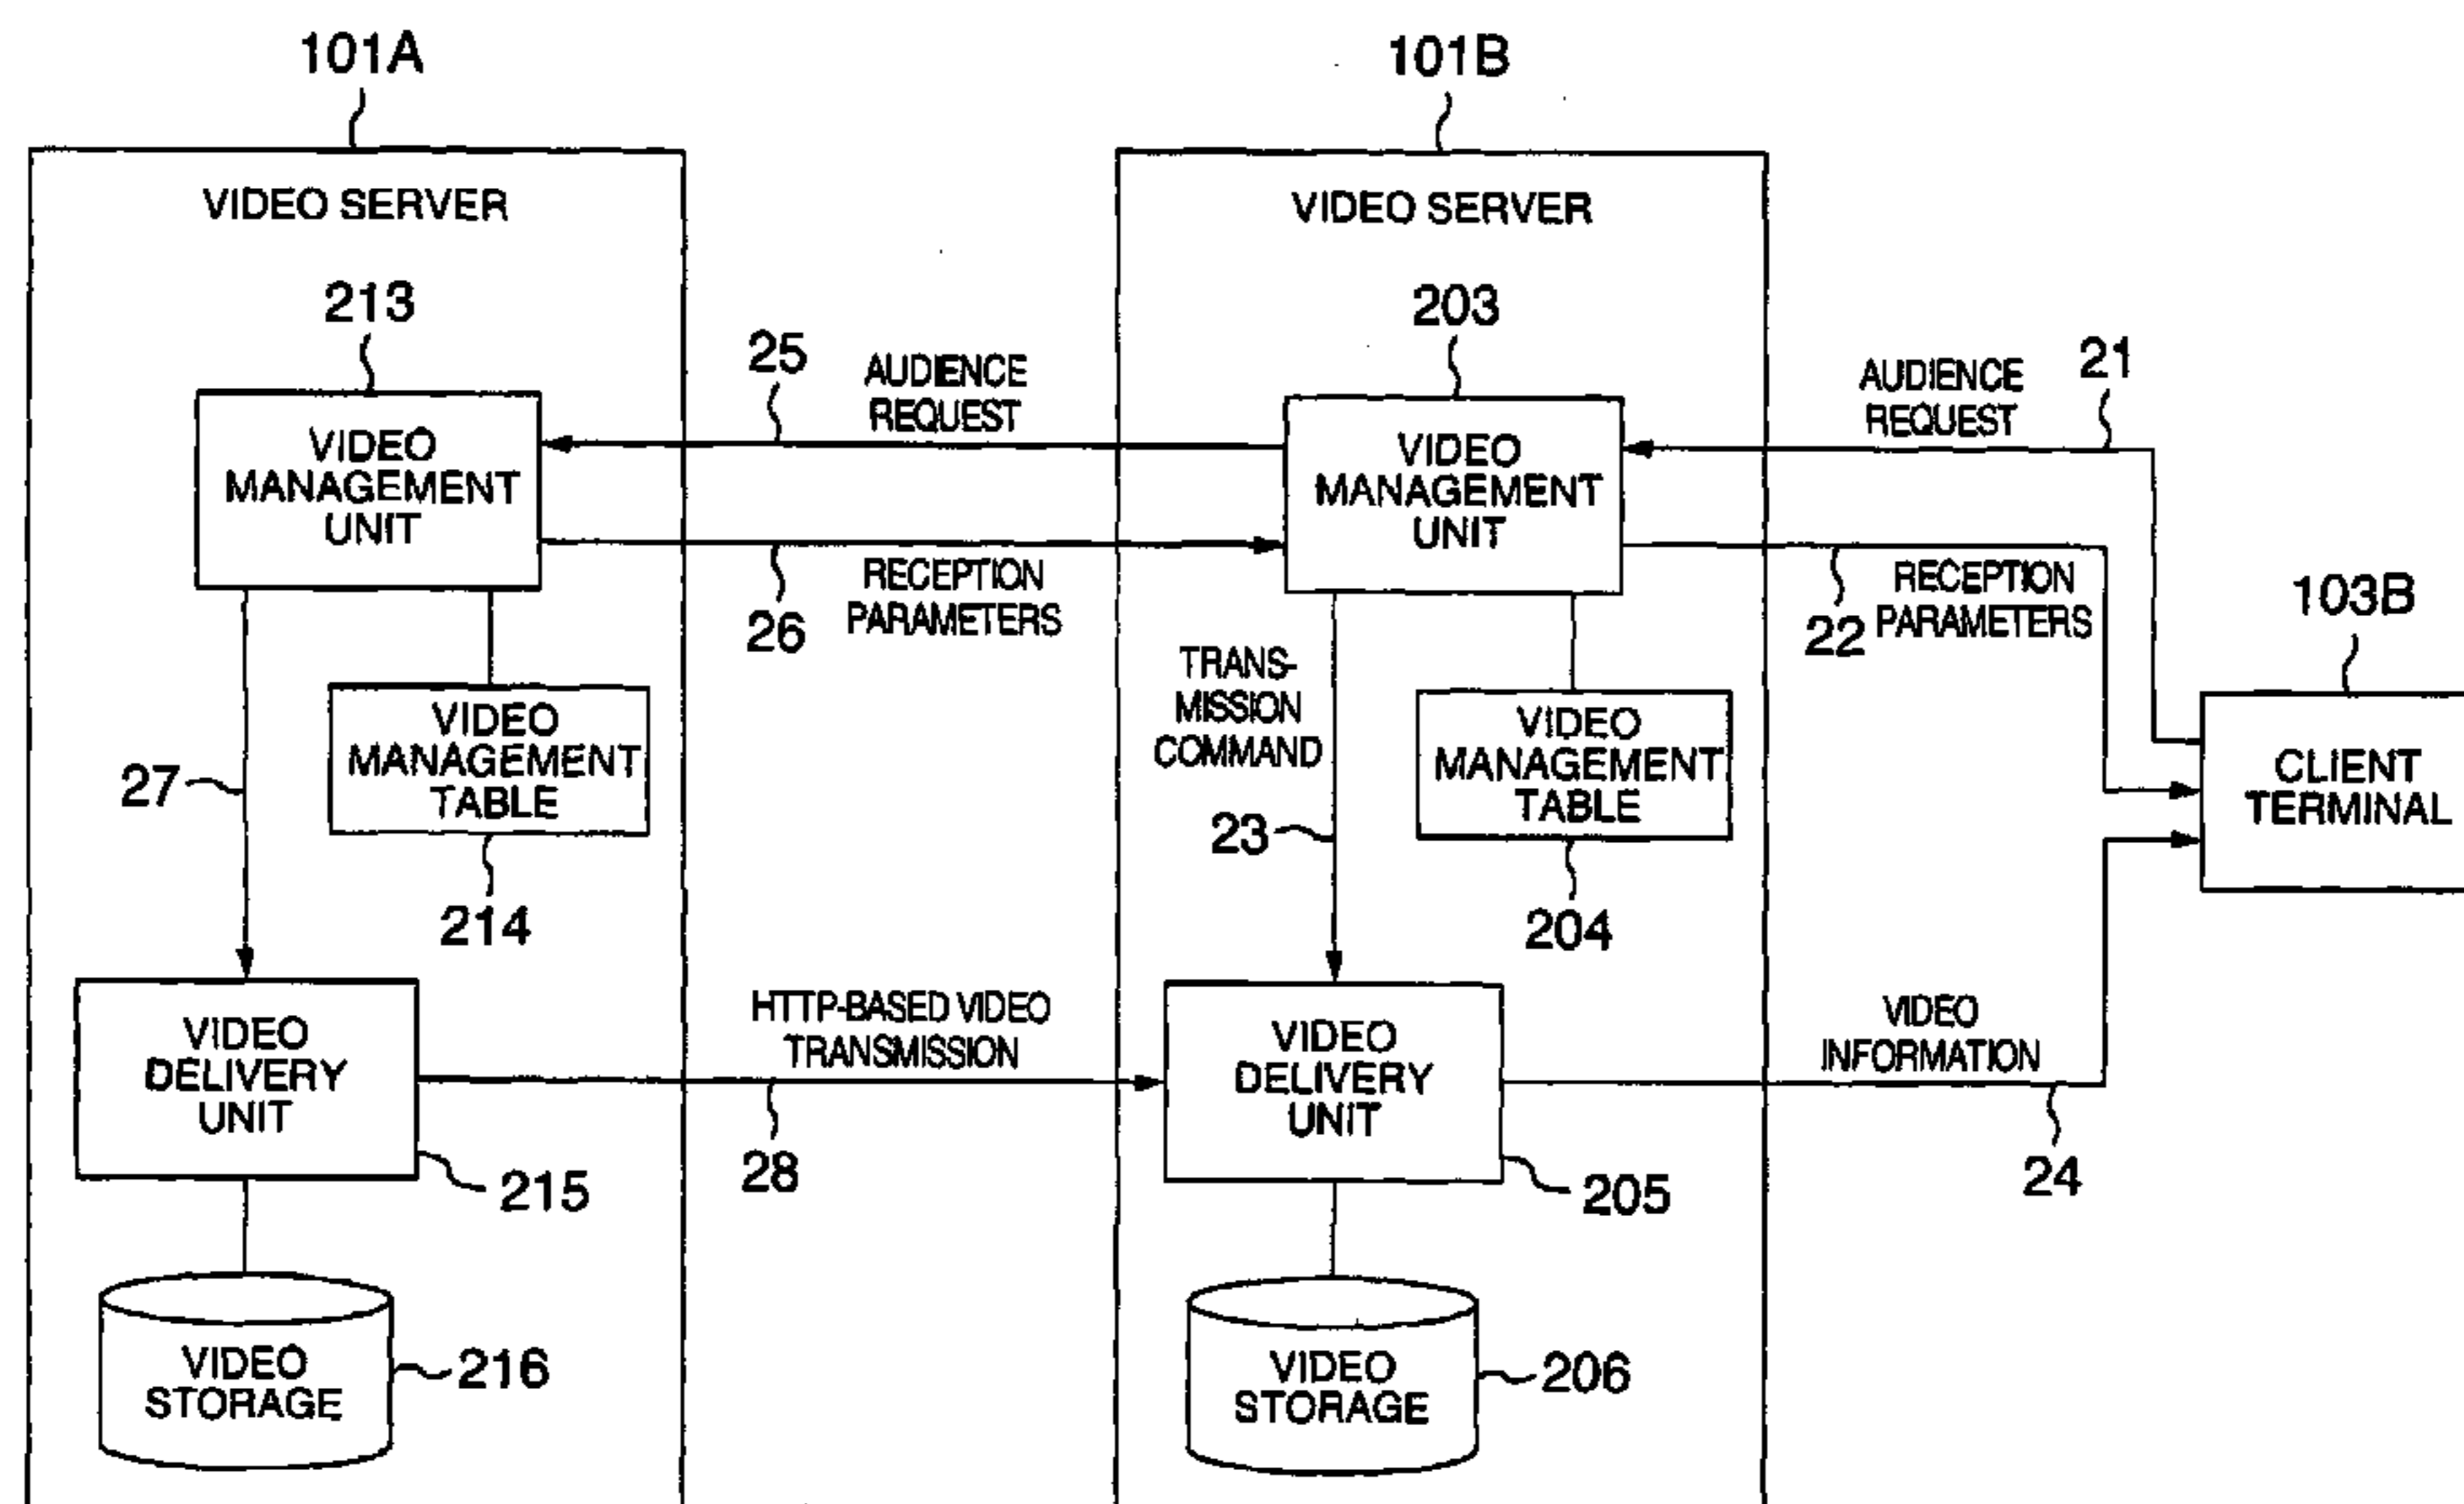 101A
101B
VIDEO SERVER
VIDEO SERVER
213
203
25
AUDIENCE
REQUEST
AUDIENCE
REQUEST
21
VIDEO
MANAGEMENT
UNIT
VIDEO
MANAGEMENT
UNIT
26
RECEPTION
PARAMETERS
22
RECEPTION
PARAMETERS
103B
TRANS-
MISSION
COMMAND
27
VIDEO
MANAGEMENT
TABLE
23
VIDEO
MANAGEMENT
TABLE
CLIENT
TERMINAL
214
204
VIDEO
DELIVERY
UNIT
HTTP-BASED VIDEO
TRANSMISSION
VIDEO
DELIVERY
UNIT
VIDEO
INFORMATION
215
28
205
24
VIDEO
STORAGE
216
VIDEO
STORAGE
206